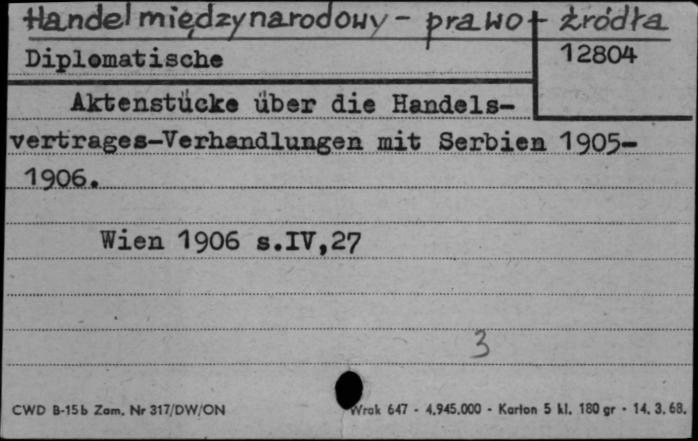 Handel międzynarodowy - prawo - źródła
Diplomatische
12804
Aktenstücke über die Handels-
vertrages-Verhandlungen mit Serbien 1905-
1906.
Wien 1906 s.IV,27
3
CWD B-15b Zam. Nr 317/DW/ON
Wrak 647 - 4.945.000 - Karton 5 kl. 180 gr - 14. 3. 68.